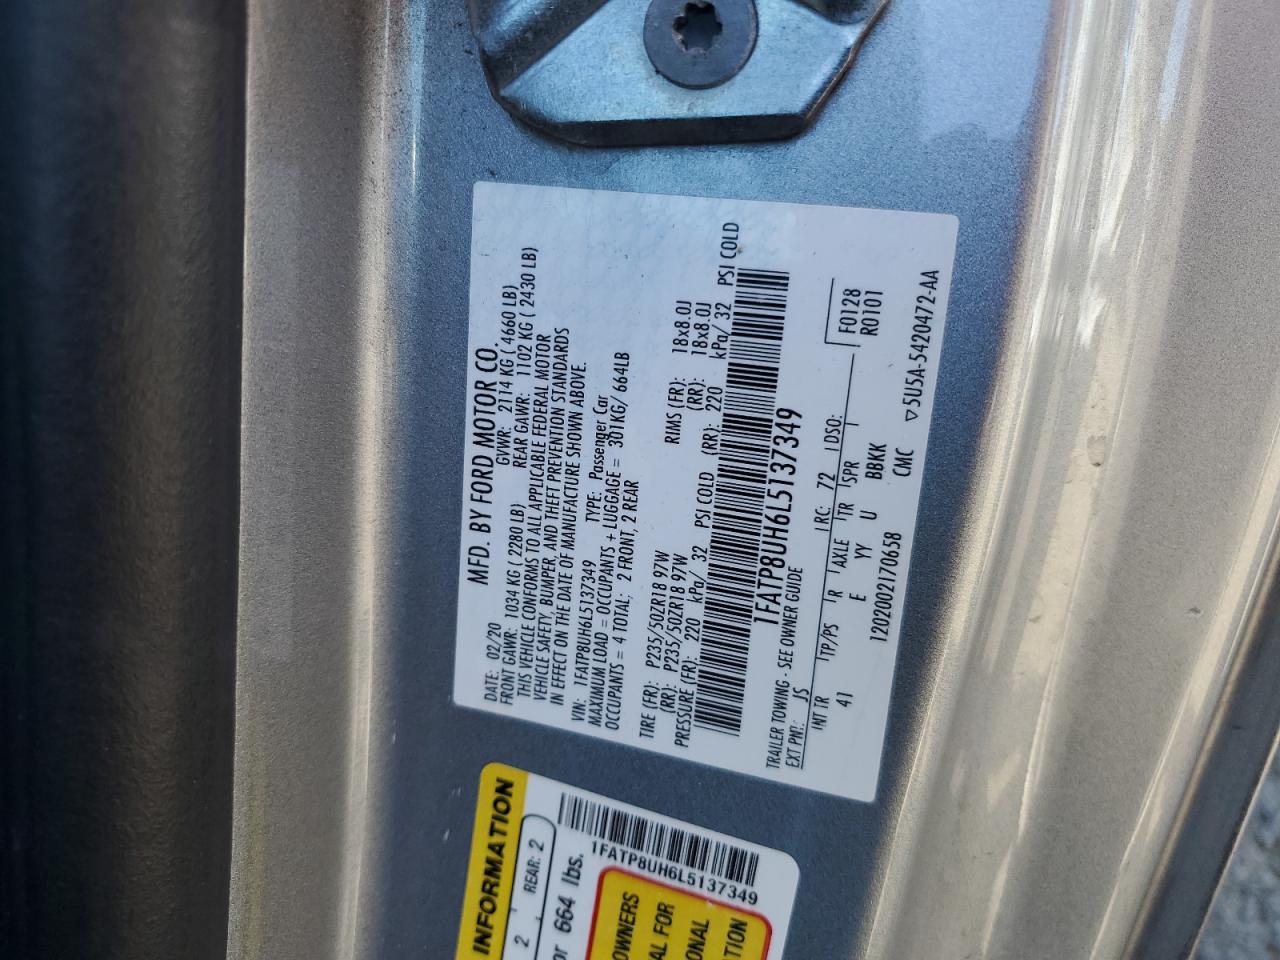 MFD. BY FORD MOTOR CO.
DATE: 02/20 GVWR: 2114 KG ( 4660 LB)
FRONT GAWR: 1034 KG ( 2280 LB) REAR GAWR: 1102 KG ( 2430 LB)
THIS VEHICLE CONFORMS TO ALL APPLICABLE FEDERAL MOTOR
VEHICLE SAFETY, BUMPER, AND THEFT PREVENTION STANDARDS
IN EFFECT ON THE DATE OF MANUFACTURE SHOWN ABOVE.
VIN: 1FATP8UH6L5137349 TYPE: Passenger Car
MAXIMUM LOAD = OCCUPANTS + LUGGAGE = 301KG/ 664LB
OCCUPANTS = 4 TOTAL; 2 FRONT, 2 REAR
TIRE (FR): P235/50ZR18 97W RIMS (FR): 18x8.0J
(RR): P235/50ZR18 97W (RR): 18x8.0J
PRESSURE (FR): 220 kPa/ 32 PSI COLD (RR): 220 kPa/ 32 PSI COLD
1FATP8UH6L5137349
TRAILER TOWING - SEE OWNER GUIDE
EXT PNT: JS RC: 72 DSO: F0128
INT TR TP/PS R AXLE TR SPR R0101
41 E YY U BBKK
1202002170658 CMC ▽5U5A-5420472-AA
INFORMATION
2 REAR: 2
or 664 lbs.
1FATP8UH6L5137349
OWNERS
AL FOR
ONAL
TION